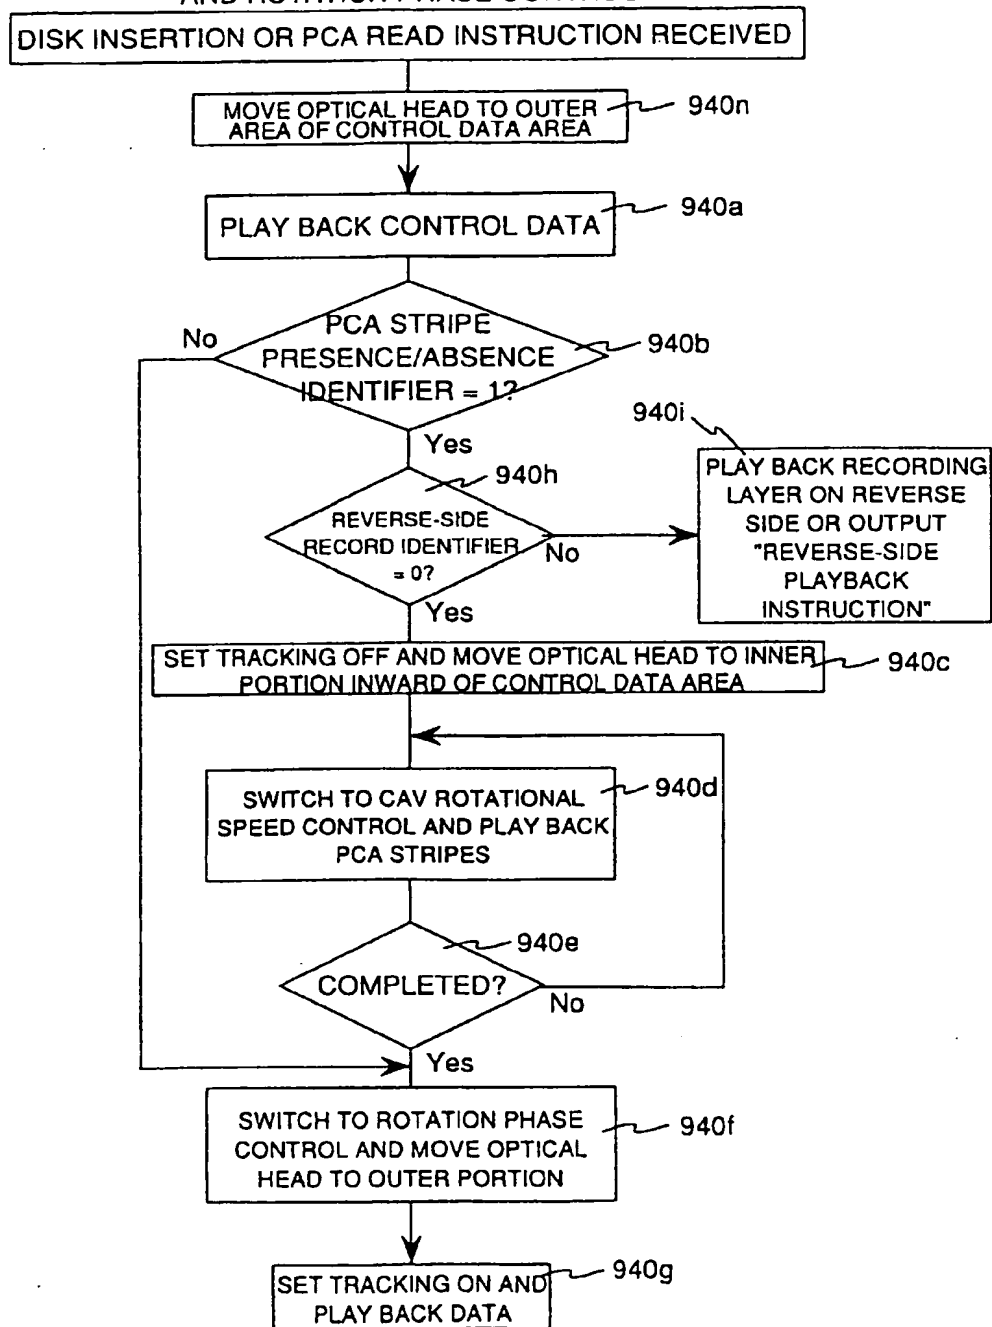 AND ROTATION PHASE CONTROL
DISK INSERTION OR PCA READ INSTRUCTION RECEIVED
MOVE OPTICAL HEAD TO OUTER
AREA OF CONTROL DATA AREA
940n
PLAY BACK CONTROL DATA
940a
No
PCA STRIPE
PRESENCE/ABSENCE
IDENTIFIER = 1?
940b
Yes
940i
PLAY BACK RECORDING
LAYER ON REVERSE
SIDE OR OUTPUT
"REVERSE-SIDE
PLAYBACK
INSTRUCTION"
940h
REVERSE-SIDE
RECORD IDENTIFIER
= 0?
No
Yes
SET TRACKING OFF AND MOVE OPTICAL HEAD TO INNER
PORTION INWARD OF CONTROL DATA AREA
940c
SWITCH TO CAV ROTATIONAL
SPEED CONTROL AND PLAY BACK
PCA STRIPES
940d
940e
COMPLETED?
No
Yes
SWITCH TO ROTATION PHASE
CONTROL AND MOVE OPTICAL
HEAD TO OUTER PORTION
940f
SET TRACKING ON AND
PLAY BACK DATA
940g